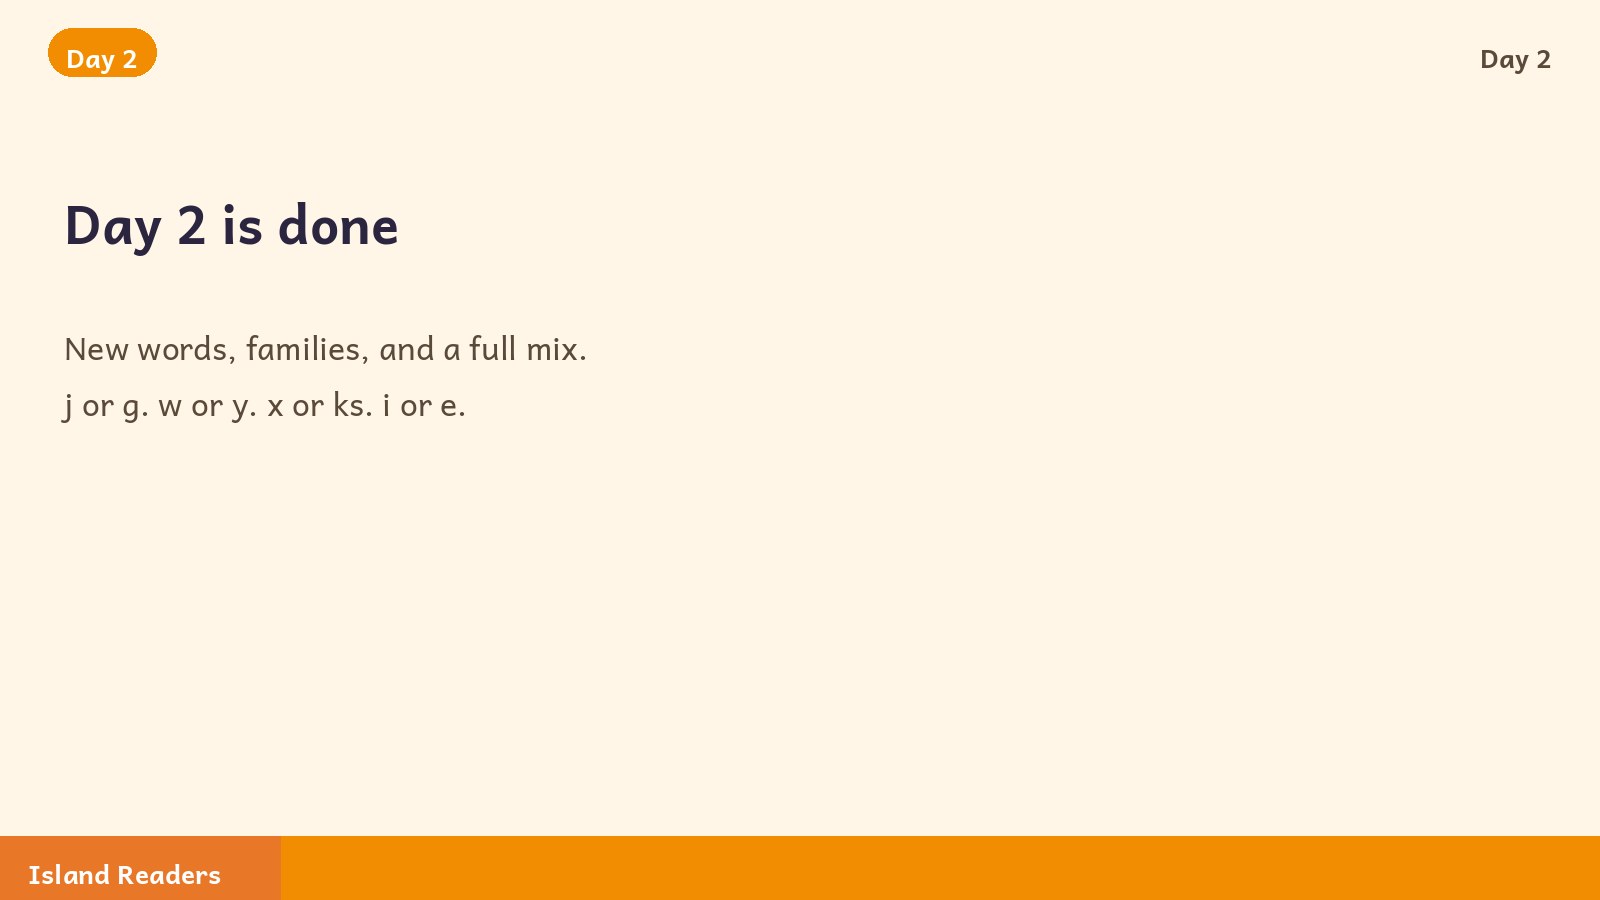 Day 2
Day 2
Day 2 is done
New words, families, and a full mix.
j or g. w or y. x or ks. i or e.
Island Readers